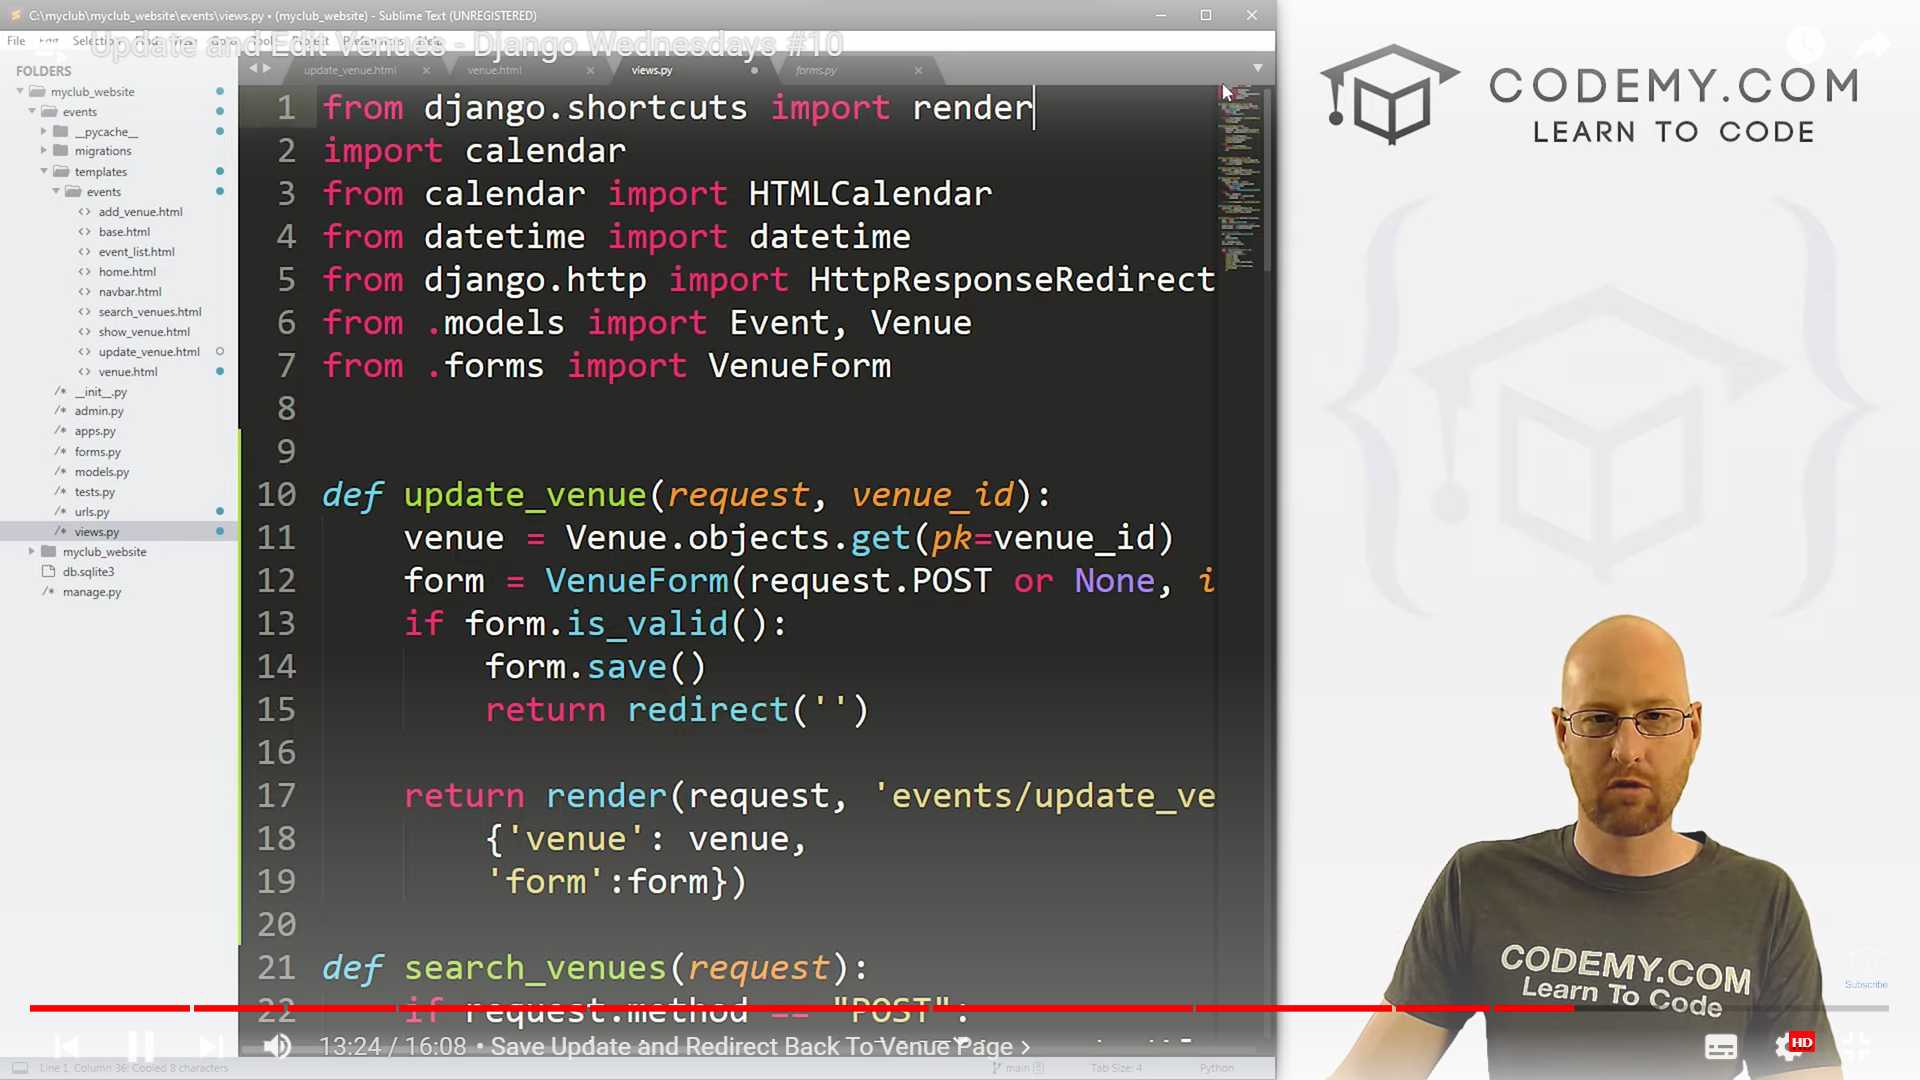 C:\myclub\myclub_website\events\views.py • (myclub_website) - Sublime Text (UNREGISTERED)
File Edit Selection Find View Goto Tools Project Preferences Help
Update and Edit Venues - Django Wednesdays #10
FOLDERS
myclub_website
events
__pycache__
migrations
templates
events
add_venue.html
base.html
event_list.html
home.html
navbar.html
search_venues.html
show_venue.html
update_venue.html
venue.html
__init__.py
admin.py
apps.py
forms.py
models.py
tests.py
urls.py
views.py
myclub_website
db.sqlite3
manage.py
update_venue.html venue.html views.py forms.py
1 from django.shortcuts import render
2 import calendar
3 from calendar import HTMLCalendar
4 from datetime import datetime
5 from django.http import HttpResponseRedirect
6 from .models import Event, Venue
7 from .forms import VenueForm
8
9
10 def update_venue(request, venue_id):
11 venue = Venue.objects.get(pk=venue_id)
12 form = VenueForm(request.POST or None, i
13 if form.is_valid():
14 form.save()
15 return redirect('')
16
17 return render(request, 'events/update_ve
18 {'venue': venue,
19 'form':form})
20
21 def search_venues(request):
22 if request.method == "POST":
13:24 / 16:08 • Save Update and Redirect Back To Venue Page >
Line 1, Column 36; Copied 8 characters
main 6
Tab Size: 4
Python
CODEMY.COM
LEARN TO CODE
CODEMY.COM
Learn To Code
Subscribe
HD